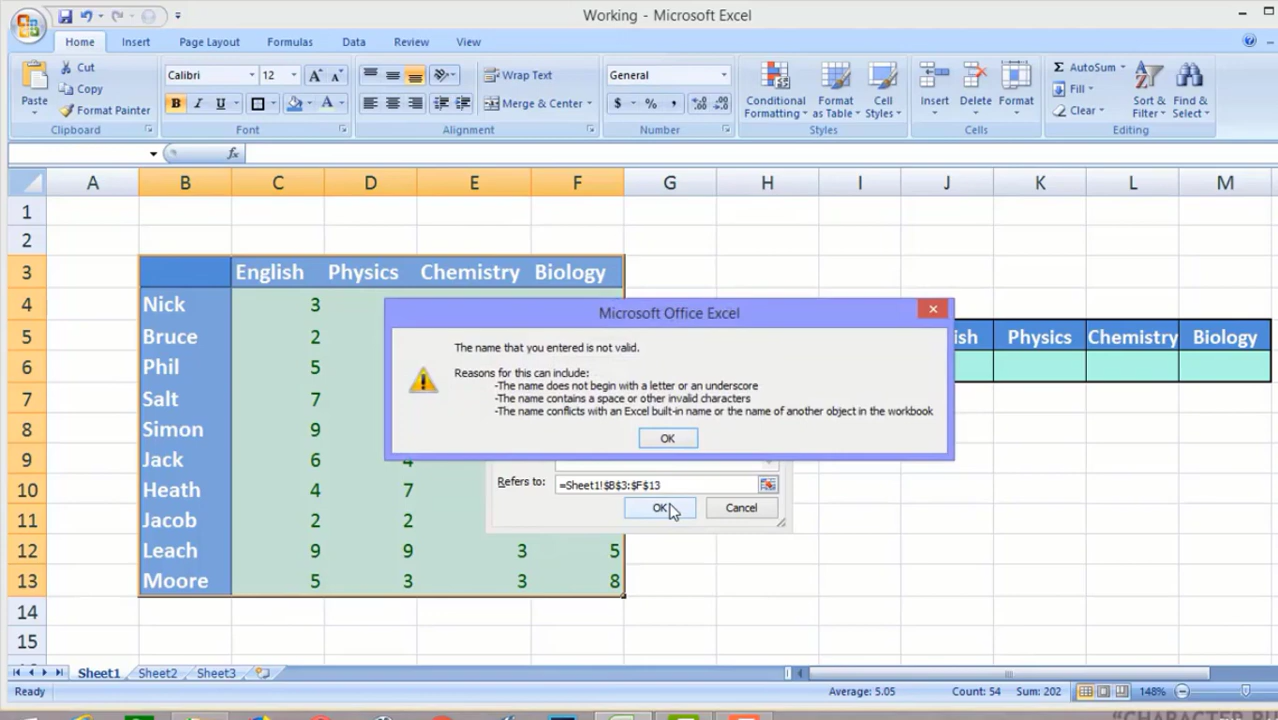 Working - Microsoft Excel
Home Insert Page Layout Formulas Data Review View
Paste Cut Calibri 12 Wrap Text General Conditional Formatting Format as Table Cell Styles Insert Delete Format Σ AutoSum Sort & Filter Find & Select
Copy Fill
Format Painter B I U A Merge & Center $ % , Clear
Clipboard Font Alignment Number Styles Cells Editing
fx
A B C D E F G H I J K L M
1
2
3 English Physics Chemistry Biology
4 Nick 3
5 Bruce 2 Physics Chemistry Biology
6 Phil 5
7 Salt 7
8 Simon 9
9 Jack 6
10 Heath 4 7
11 Jacob 2 2
12 Leach 9 9 3 5
13 Moore 5 3 3 8
14
15
Microsoft Office Excel
The name that you entered is not valid.
Reasons for this can include:
-The name does not begin with a letter or an underscore
-The name contains a space or other invalid characters
-The name conflicts with an Excel built-in name or the name of another object in the workbook
OK
Refers to: =Sheet1!$B$3:$F$13
OK Cancel
Sheet1 Sheet2 Sheet3
Ready Average: 5.05 Count: 54 Sum: 202 148%